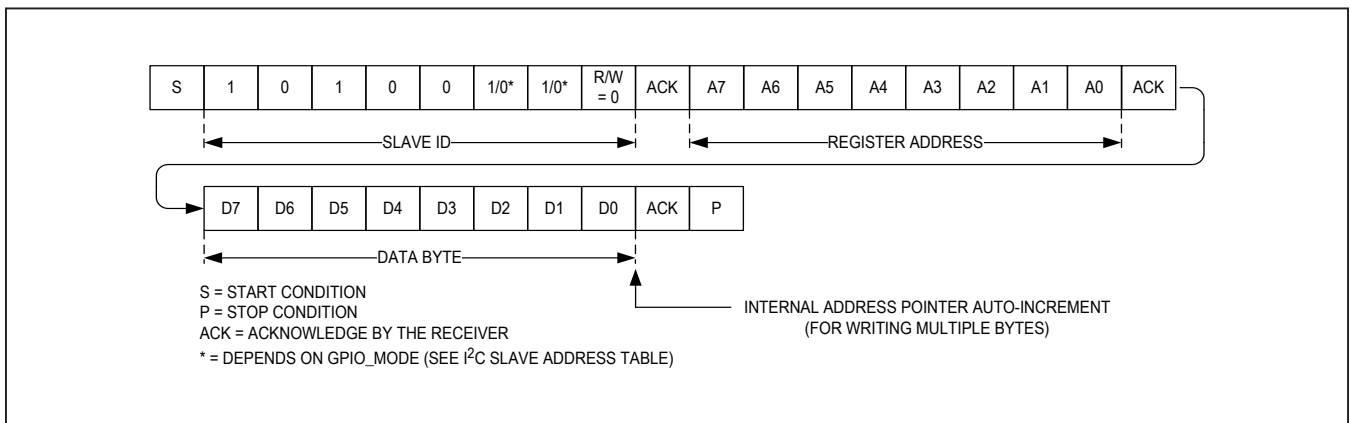 S 1 0 1 0 0 1/0* 1/0* R/W = 0 ACK A7 A6 A5 A4 A3 A2 A1 A0 ACK
SLAVE ID REGISTER ADDRESS
D7 D6 D5 D4 D3 D2 D1 D0 ACK P
DATA BYTE
S = START CONDITION
P = STOP CONDITION
ACK = ACKNOWLEDGE BY THE RECEIVER
* = DEPENDS ON GPIO_MODE (SEE I²C SLAVE ADDRESS TABLE)
INTERNAL ADDRESS POINTER AUTO-INCREMENT
(FOR WRITING MULTIPLE BYTES)